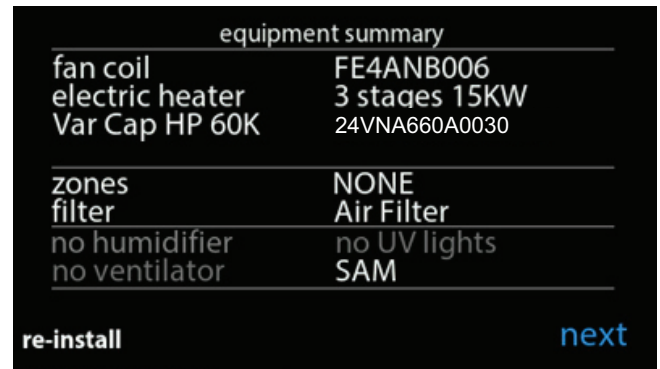 equipment summary
fan coil FE4ANB006
electric heater 3 stages 15KW
Var Cap HP 60K 24VNA660A0030
zones NONE
filter Air Filter
no humidifier no UV lights
no ventilator SAM
re-install next